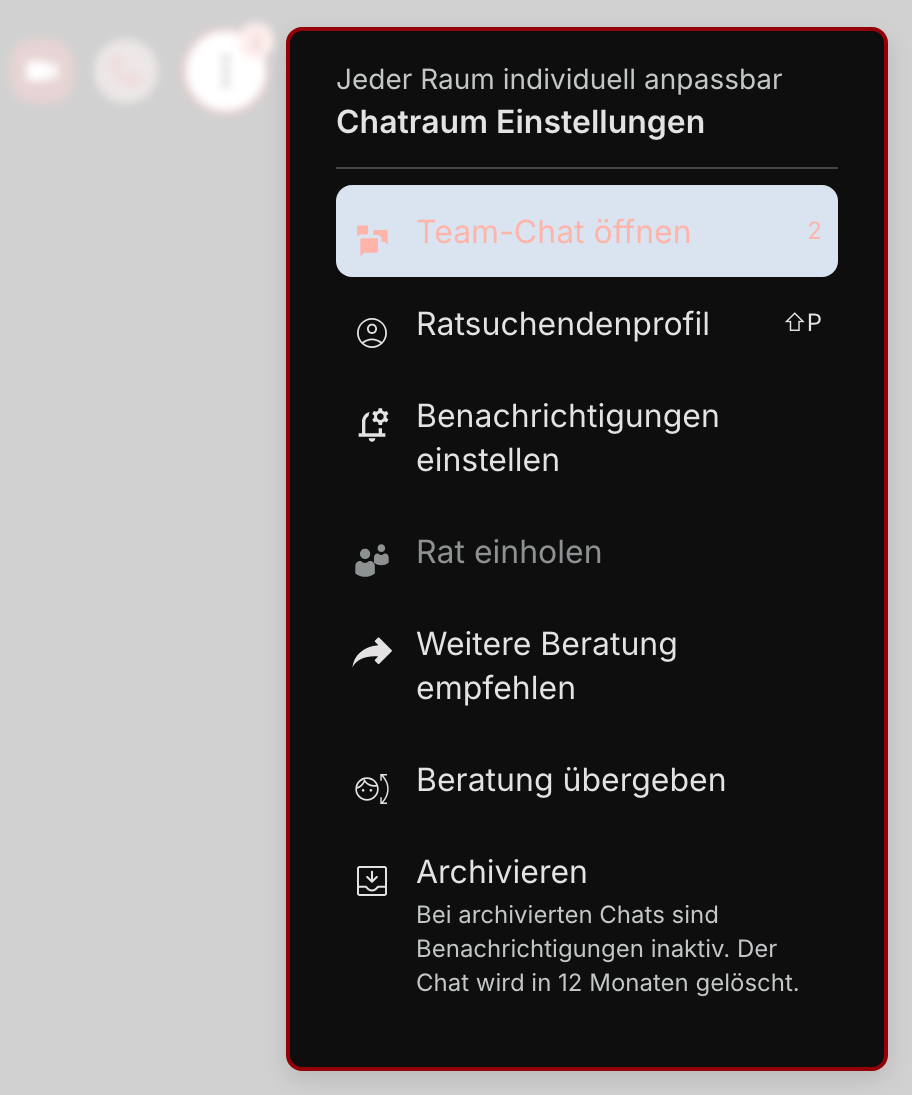 Jeder Raum individuell anpassbar
Chatraum Einstellungen
Team-Chat öffnen 2
Ratsuchendenprofil ⇧P
Benachrichtigungen
einstellen
Rat einholen
Weitere Beratung
empfehlen
Beratung übergeben
Archivieren
Bei archivierten Chats sind
Benachrichtigungen inaktiv. Der
Chat wird in 12 Monaten gelöscht.